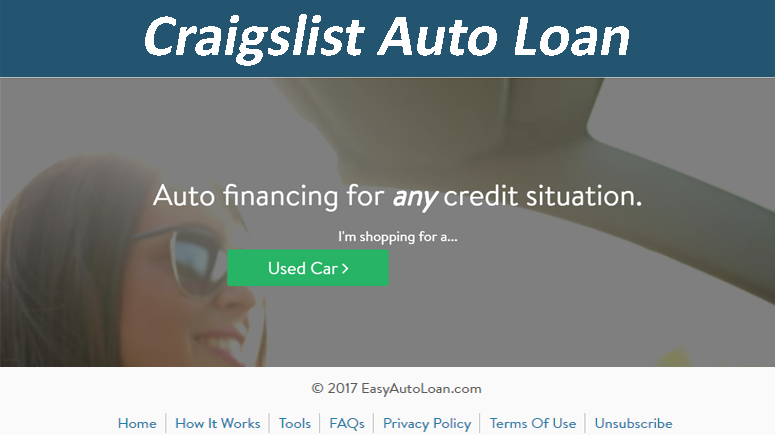 Craigslist Auto Loan
Auto financing for any credit situation.
I'm shopping for a...
Used Car >
© 2017 EasyAutoLoan.com
Home | How It Works | Tools | FAQs | Privacy Policy | Terms Of Use | Unsubscribe